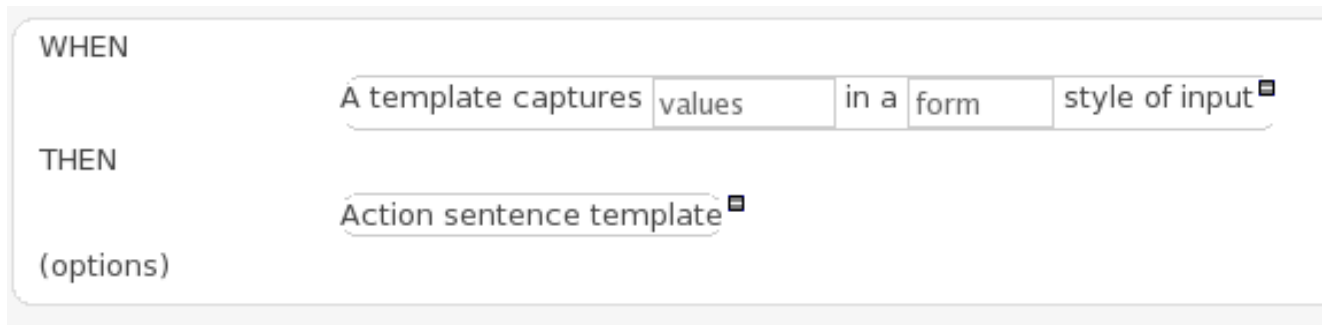 WHEN
A template captures values in a form style of input
THEN
Action sentence template
(options)